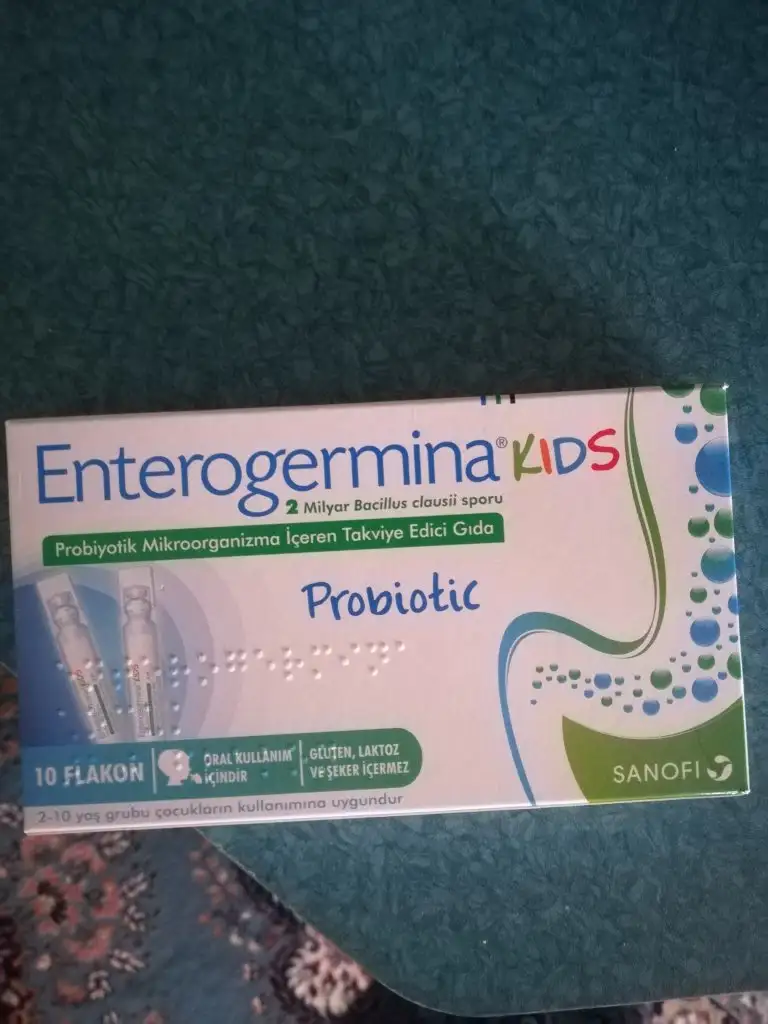 Enterogermina® KIDS
2 Milyar Bacillus clausii sporu
Probiyotik Mikroorganizma İçeren Takviye Edici Gıda
Probiotic
10 FLAKON
ORAL KULLANIM
İÇİNDİR
GLUTEN, LAKTOZ
VE ŞEKER İÇERMEZ
SANOFI
2-10 yaş grubu çocukların kullanımına uygundur